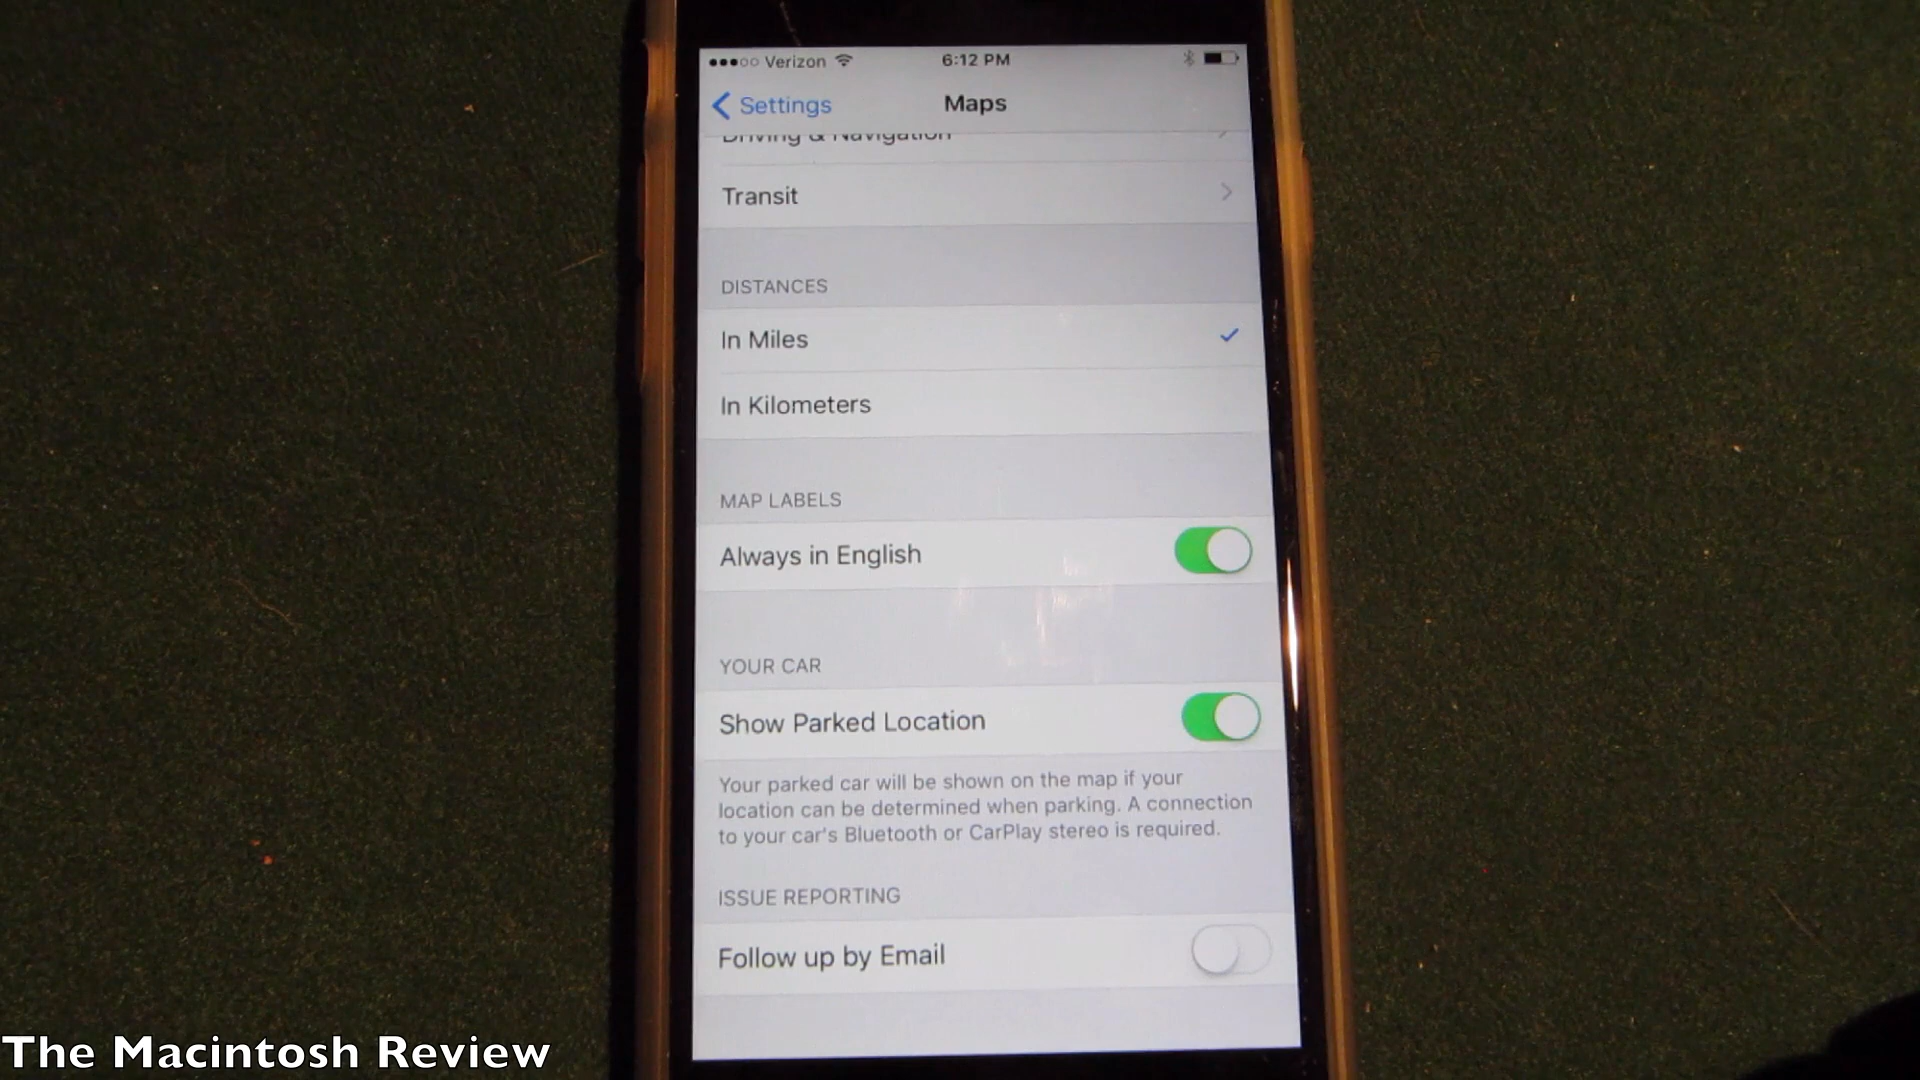 Verizon 6:12 PM
Settings Maps
Driving & Navigation
Transit
DISTANCES
In Miles
In Kilometers
MAP LABELS
Always in English
YOUR CAR
Show Parked Location
Your parked car will be shown on the map if your
location can be determined when parking. A connection
to your car's Bluetooth or CarPlay stereo is required.
ISSUE REPORTING
Follow up by Email
The Macintosh Review